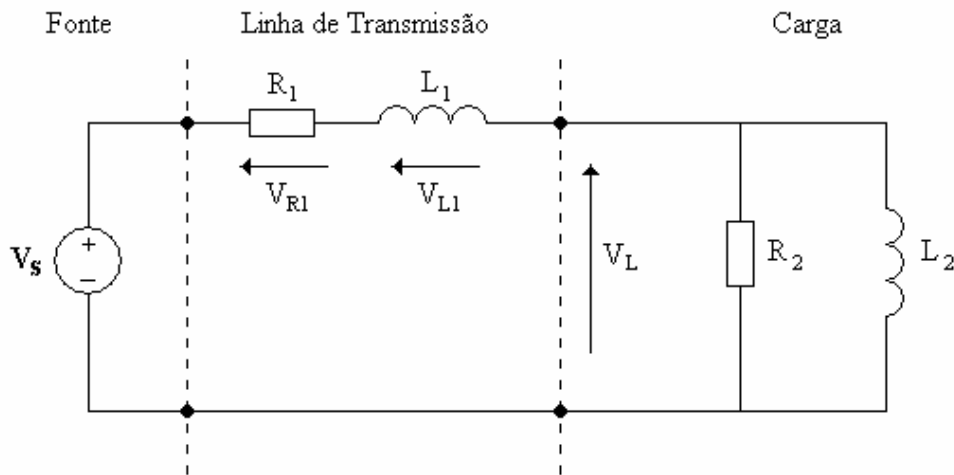 Fonte Linha de Transmissão Carga
R1 L1
VR1 VL1
+
−
VS VL R2 L2